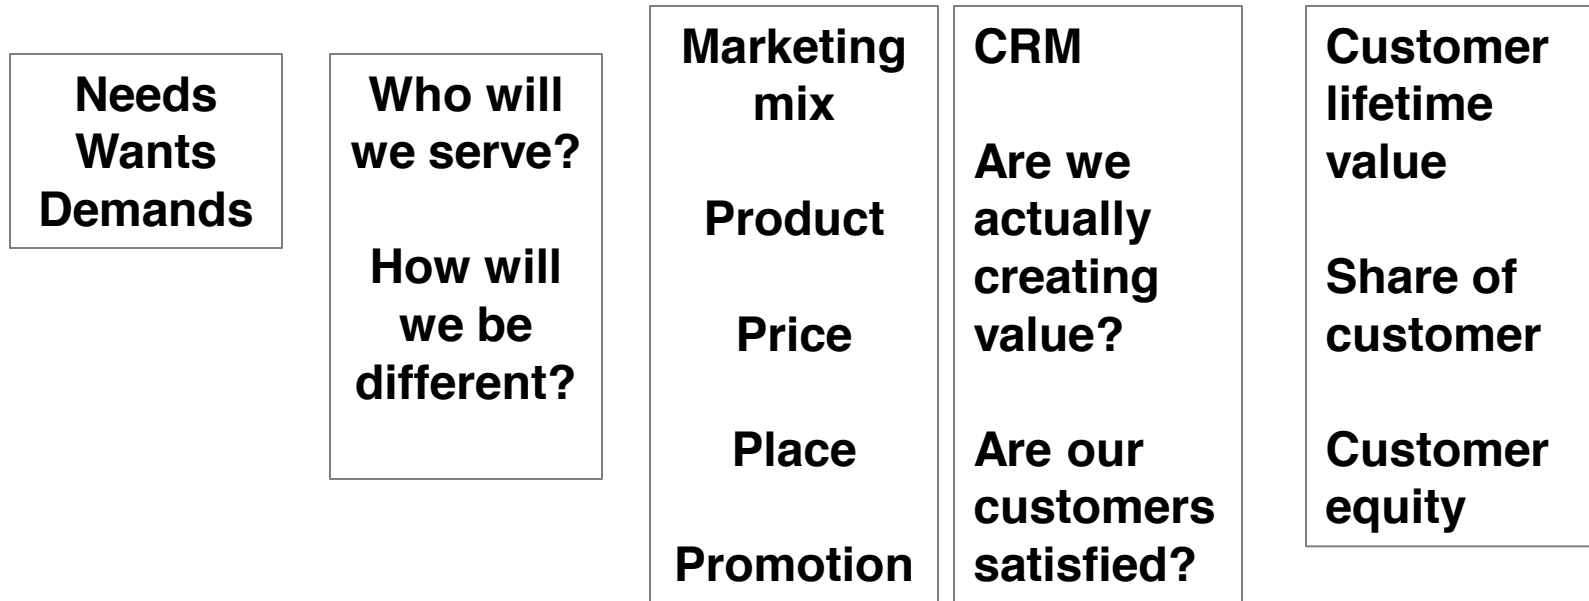 Needs
Wants
Demands
Who will
we serve?
How will
we be
different?
Marketing
mix
Product
Price
Place
Promotion
CRM
Are we
actually
creating
value?
Are our
customers
satisfied?
Customer
lifetime
value
Share of
customer
Customer
equity